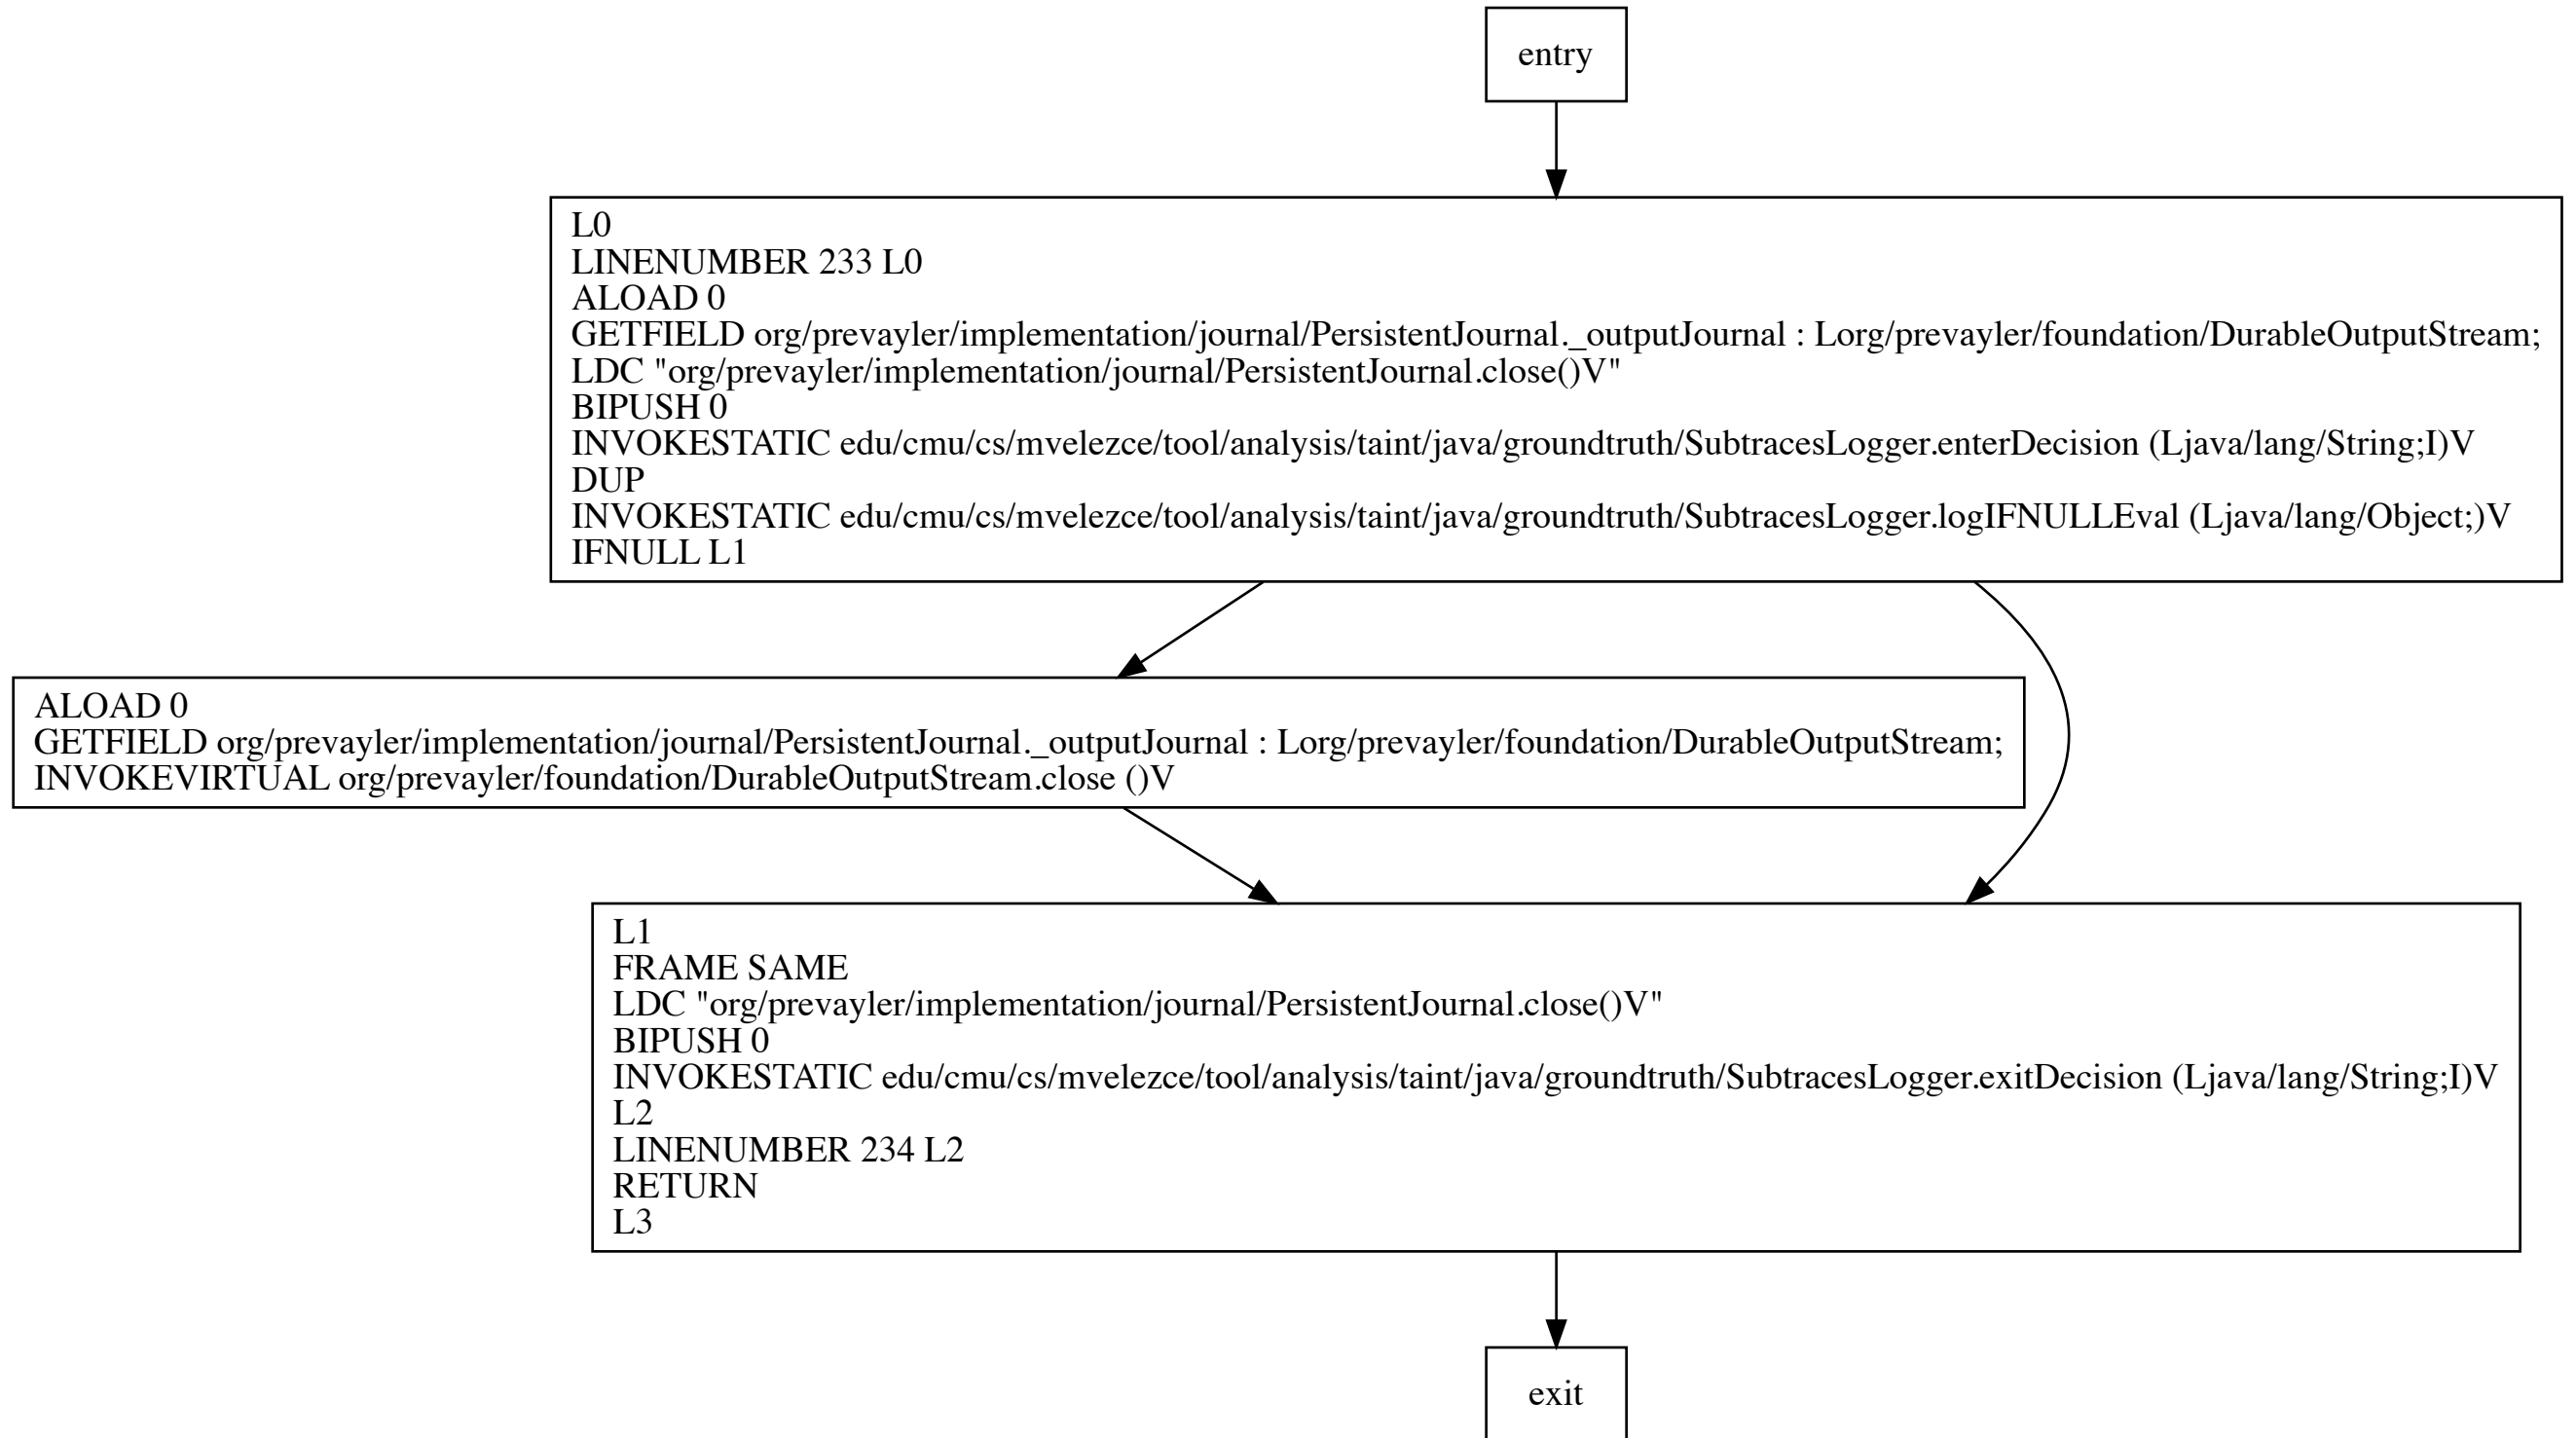 entry
L0
LINENUMBER 233 L0
ALOAD 0
GETFIELD org/prevayler/implementation/journal/PersistentJournal._outputJournal : Lorg/prevayler/foundation/DurableOutputStream;
LDC "org/prevayler/implementation/journal/PersistentJournal.close()V"
BIPUSH 0
INVOKESTATIC edu/cmu/cs/mvelezce/tool/analysis/taint/java/groundtruth/SubtracesLogger.enterDecision (Ljava/lang/String;I)V
DUP
INVOKESTATIC edu/cmu/cs/mvelezce/tool/analysis/taint/java/groundtruth/SubtracesLogger.logIFNULLEval (Ljava/lang/Object;)V
IFNULL L1
ALOAD 0
GETFIELD org/prevayler/implementation/journal/PersistentJournal._outputJournal : Lorg/prevayler/foundation/DurableOutputStream;
INVOKEVIRTUAL org/prevayler/foundation/DurableOutputStream.close ()V
L1
FRAME SAME
LDC "org/prevayler/implementation/journal/PersistentJournal.close()V"
BIPUSH 0
INVOKESTATIC edu/cmu/cs/mvelezce/tool/analysis/taint/java/groundtruth/SubtracesLogger.exitDecision (Ljava/lang/String;I)V
L2
LINENUMBER 234 L2
RETURN
L3
exit